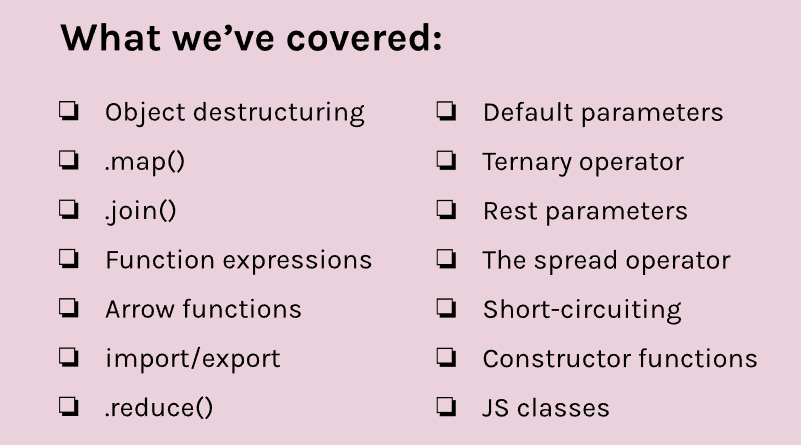 What we’ve covered:
Object destructuring
.map()
.join()
Function expressions
Arrow functions
import/export
.reduce()
Default parameters
Ternary operator
Rest parameters
The spread operator
Short-circuiting
Constructor functions
JS classes